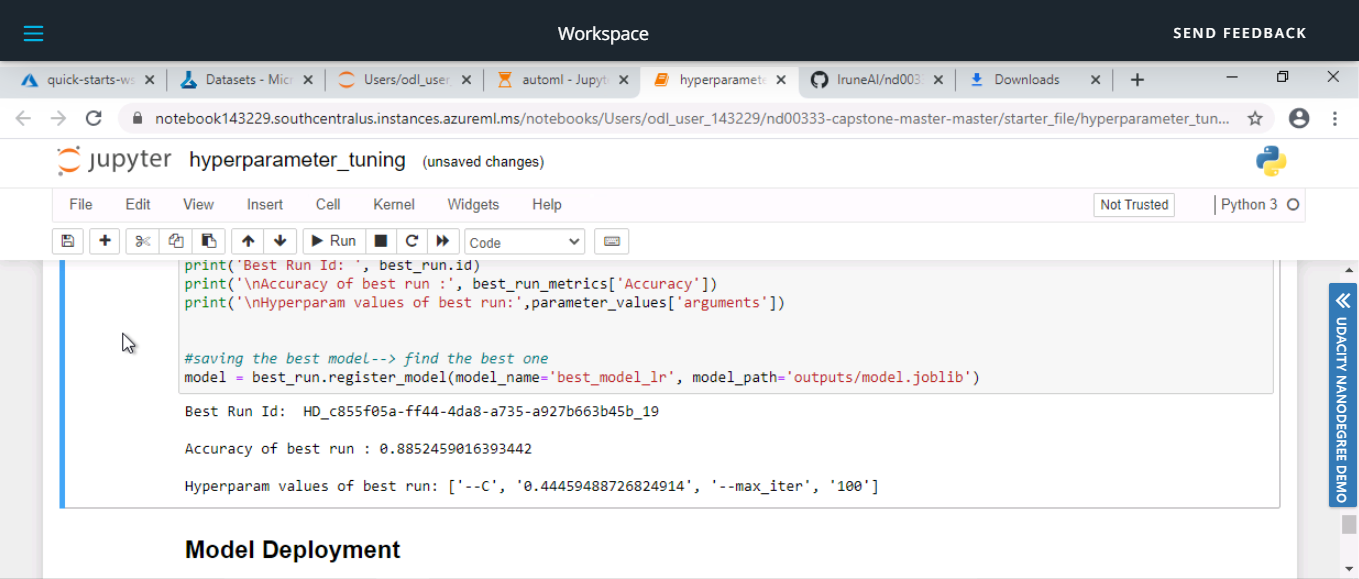 Workspace
SEND FEEDBACK
quick-starts-ws
Datasets - Mic
Users/odl_user
automl - Jupyt
hyperparamete
IruneAI/nd003
Downloads
notebook143229.southcentralus.instances.azureml.ms/notebooks/Users/odl_user_143229/nd00333-capstone-master-master/starter_file/hyperparameter_tun...
jupyter hyperparameter_tuning (unsaved changes)
File Edit View Insert Cell Kernel Widgets Help
Not Trusted
Python 3
Run
Code
print('Best Run Id: ', best_run.id)
print('\nAccuracy of best run :', best_run_metrics['Accuracy'])
print('\nHyperparam values of best run:',parameter_values['arguments'])
#saving the best model--> find the best one
model = best_run.register_model(model_name='best_model_lr', model_path='outputs/model.joblib')
Best Run Id:  HD_c855f05a-ff44-4da8-a735-a927b663b45b_19
Accuracy of best run : 0.8852459016393442
Hyperparam values of best run: ['--C', '0.44459488726824914', '--max_iter', '100']
Model Deployment
UDACITY NANODEGREE DEMO